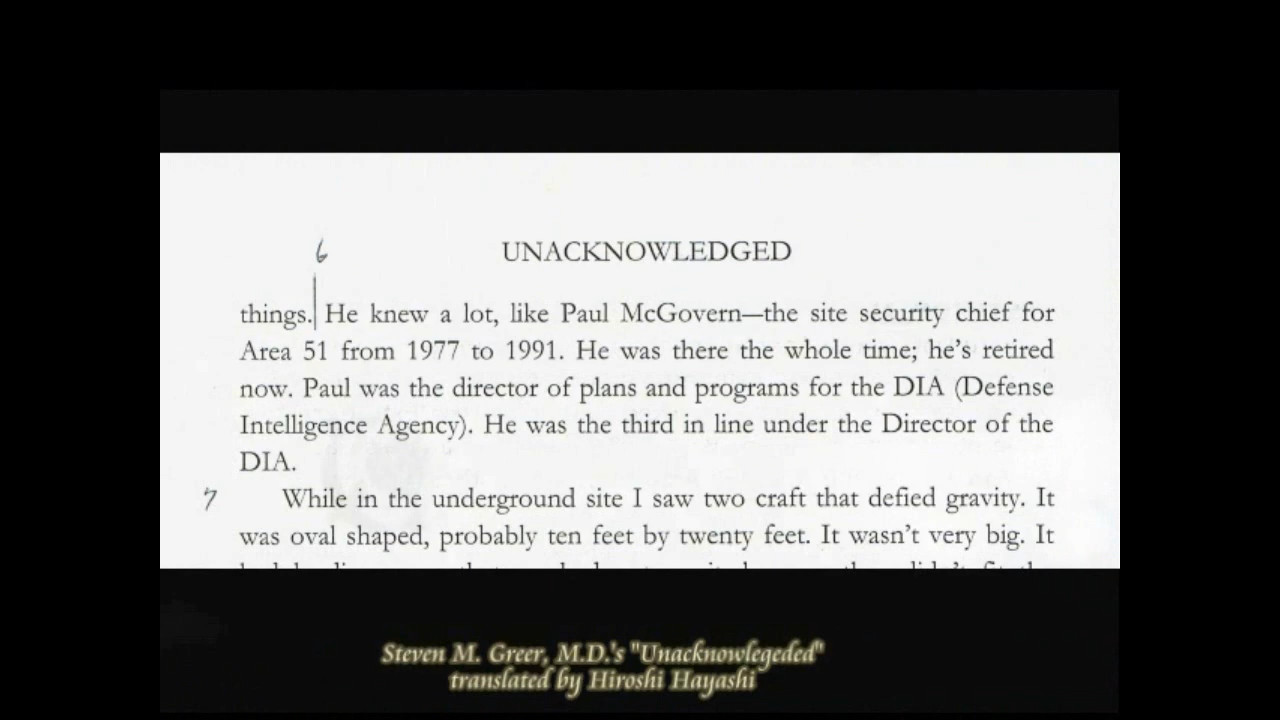 6
UNACKNOWLEDGED
things. He knew a lot, like Paul McGovern—the site security chief for
Area 51 from 1977 to 1991. He was there the whole time; he's retired
now. Paul was the director of plans and programs for the DIA (Defense
Intelligence Agency). He was the third in line under the Director of the
DIA.
7
While in the underground site I saw two craft that defied gravity. It
was oval shaped, probably ten feet by twenty feet. It wasn't very big. It
Steven M. Greer, M.D.'s "Unacknowlegeded"
translated by Hiroshi Hayashi